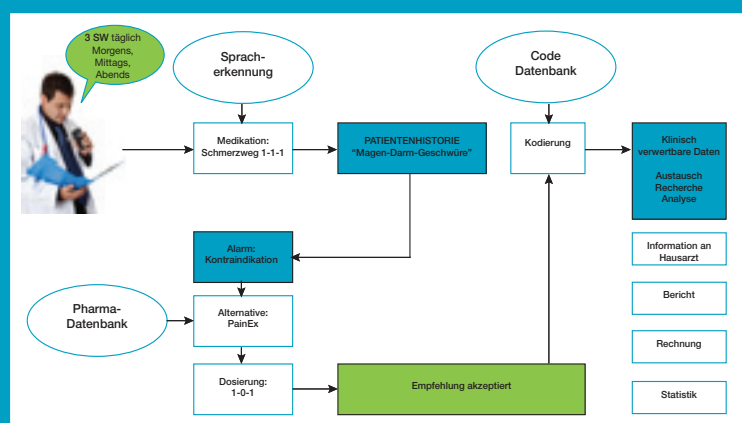 3 SW täglich
Morgens,
Mittags,
Abends
Sprach-
erkennung
Code
Datenbank
Medikation:
Schmerzweg 1-1-1
PATIENTENHISTORIE
"Magen-Darm-Geschwüre"
Kodierung
Klinisch
verwertbare Daten
Austausch
Recherche
Analyse
Alarm:
Kontraindikation
Information an
Hausarzt
Pharma-
Datenbank
Alternative:
PainEx
Bericht
Rechnung
Dosierung:
1-0-1
Empfehlung akzeptiert
Statistik